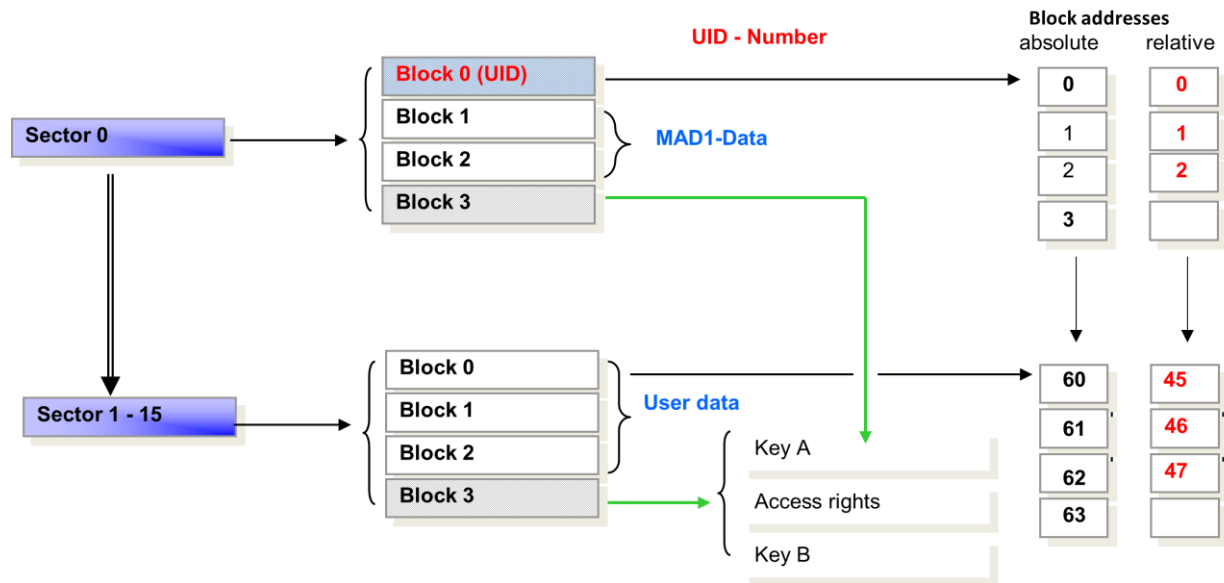 Block addresses
absolute relative
UID - Number
Block 0 (UID)
Block 1
Block 2
Block 3
MAD1-Data
Sector 0
0 0
1 1
2 2
3
Block 0
Block 1
Block 2
Block 3
User data
Sector 1 - 15
Key A
Access rights
Key B
60 45
61 46
62 47
63